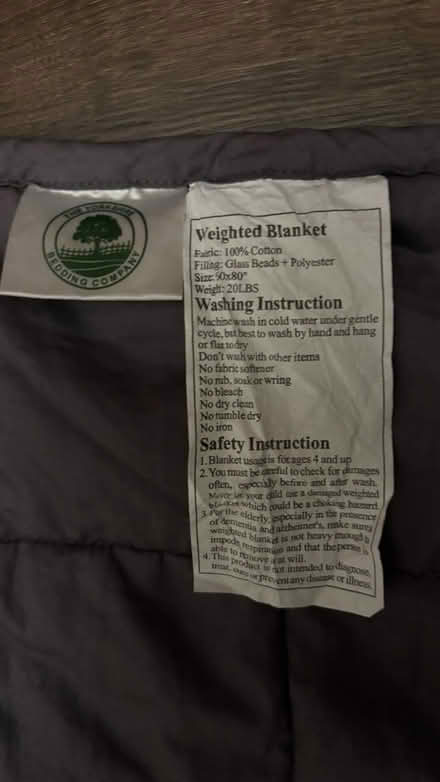 THE YORKSHIRE
BEDDING COMPANY
Weighted Blanket
Fabric: 100% Cotton
Filling: Glass Beads + Polyester
Size: 60x80"
Weight: 20LBS
Washing Instruction
Machine wash in cold water under gentle
cycle, but best to wash by hand and hang
or flat to dry
Don't wash with other items
No fabric softener
No rub, soak or wring
No bleach
No dry clean
No tumble dry
No iron
Safety Instruction
1. Blanket usage is for ages 4 and up
2. You must be careful to check for damages
often, especially before and after wash.
Never let your child use a damaged weighted
blanket which could be a choking hazard.
3. For the elderly, especially in the presence
of dementia and alzheimer's, make sure
weighted blanket is not heavy enough to
impede respiration and that the person is
able to remove it at will.
4. This product is not intended to diagnose,
treat, cure or prevent any disease or illness.